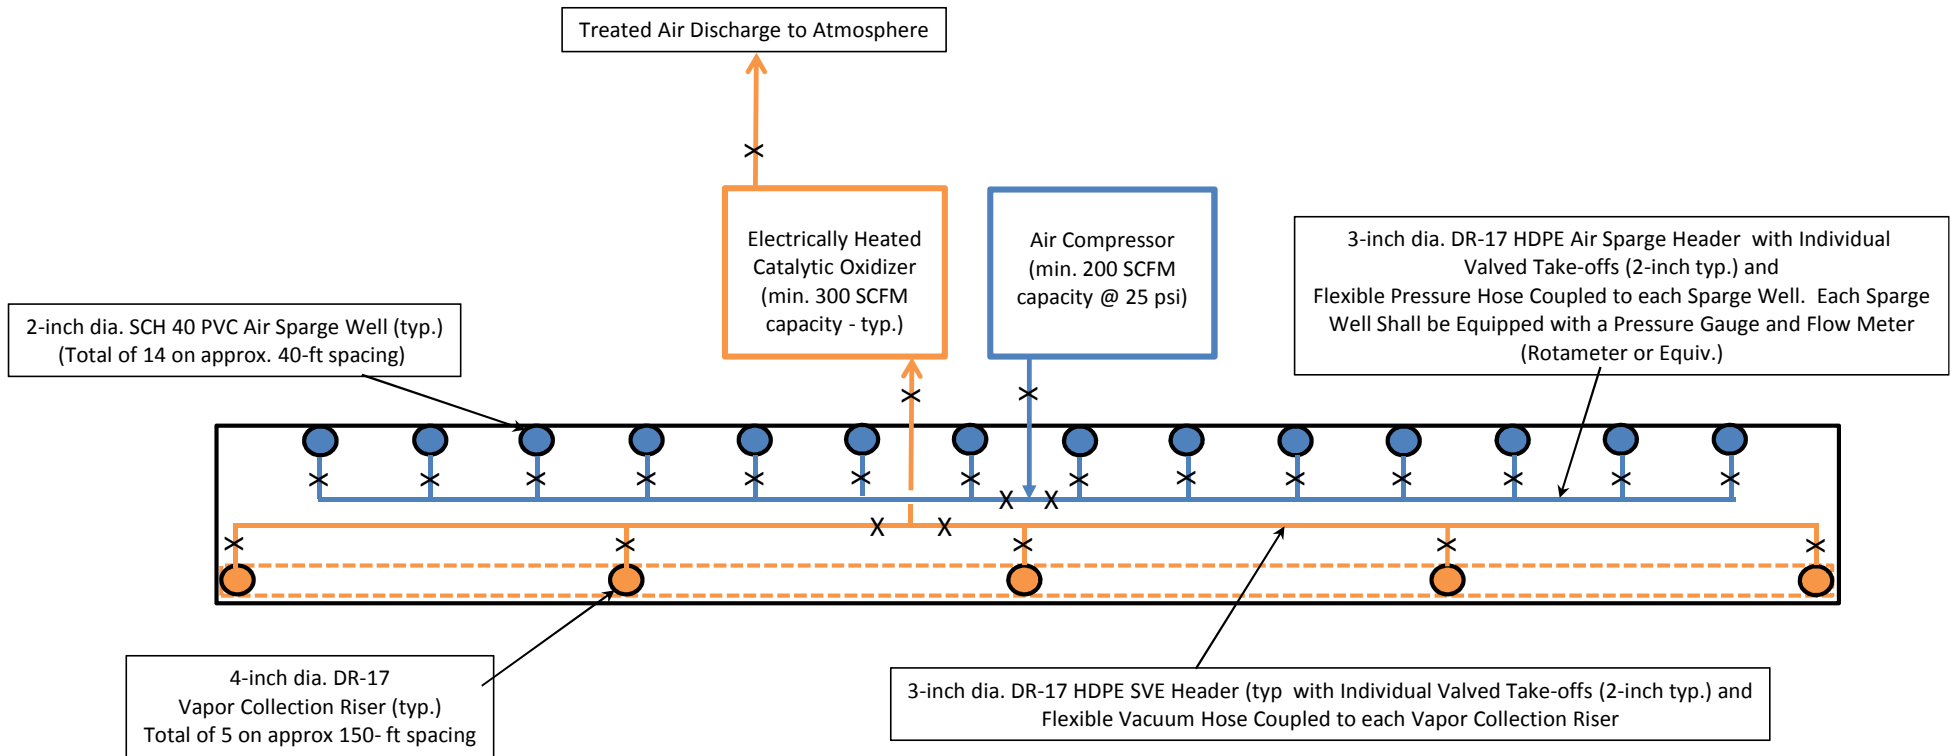 Treated Air Discharge to Atmosphere
Electrically Heated
Catalytic Oxidizer
(min. 300 SCFM
capacity - typ.)
Air Compressor
(min. 200 SCFM
capacity @ 25 psi)
3-inch dia. DR-17 HDPE Air Sparge Header with Individual
Valved Take-offs (2-inch typ.) and
Flexible Pressure Hose Coupled to each Sparge Well. Each Sparge
Well Shall be Equipped with a Pressure Gauge and Flow Meter
(Rotameter or Equiv.)
2-inch dia. SCH 40 PVC Air Sparge Well (typ.)
(Total of 14 on approx. 40-ft spacing)
4-inch dia. DR-17
Vapor Collection Riser (typ.)
Total of 5 on approx 150- ft spacing
3-inch dia. DR-17 HDPE SVE Header (typ with Individual Valved Take-offs (2-inch typ.) and
Flexible Vacuum Hose Coupled to each Vapor Collection Riser